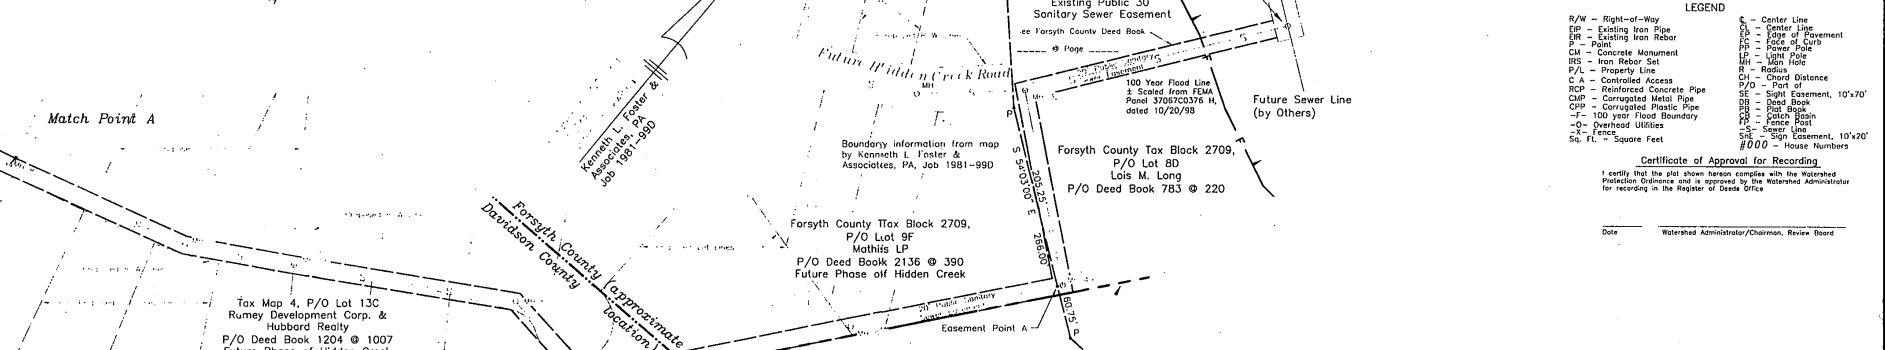 Existing Public 30
Sanitary Sewer Easement
ee Forsyth County Deed Book
@ Page
Future Hidden Creek Road
MH
S
Match Point A
Kenneth L. Foster &
Associates, PA
Job 1981-99D
Boundary information from map
by Kenneth L Foster &
Associates, PA, Job 1981-99D
100 Year Flood Line
± Scaled from FEMA
Panel 37067C0376 H,
dated 10/20/98
Future Sewer Line
(by Others)
Forsyth County Tax Block 2709,
P/O Lot 8D
Lois M. Long
P/O Deed Book 783 @ 220
P
S 54°03'00" E
205.25'
266.00
60.75'
P
F
Forsyth County
Davidson County
(approximate
location)
Forsyth County Tax Block 2709,
P/O Lot 9F
Mathis LP
P/O Deed Book 2136 @ 390
Future Phase of Hidden Creek
20' Public Sanitary
Easement Point A
Tax Map 4, P/O Lot 13C
Rumey Development Corp. &
Hubbard Realty
P/O Deed Book 1204 @ 1007
LEGEND
R/W - Right-of-Way
EIP - Existing Iron Pipe
EIR - Existing Iron Rebar
P - Point
CM - Concrete Monument
IRS - Iron Rebar Set
P/L - Property Line
C A - Controlled Access
RCP - Reinforced Concrete Pipe
CMP - Corrugated Metal Pipe
CPP - Corrugated Plastic Pipe
-F- 100 year Flood Boundary
-O- Overhead Utilities
-X- Fence
Sq. Ft. - Square Feet
℄ - Center Line
CL - Center Line
EP - Edge of Pavement
FC - Face of Curb
PP - Power Pole
LP - Light Pole
MH - Man Hole
R - Radius
CH - Chord Distance
P/O - Part of
SE - Sight Easement, 10'x70'
DB - Deed Book
PB - Plat Book
CB - Catch Basin
FP - Fence Post
-S- Sewer Line
SnE - Sign Easement, 10'x20'
#000 - House Numbers
Certificate of Approval for Recording
I certify that the plat shown hereon complies with the Watershed
Protection Ordinance and is approved by the Watershed Administrator
for recording in the Register of Deeds Office
Date
Watershed Administrator/Chairman, Review Board